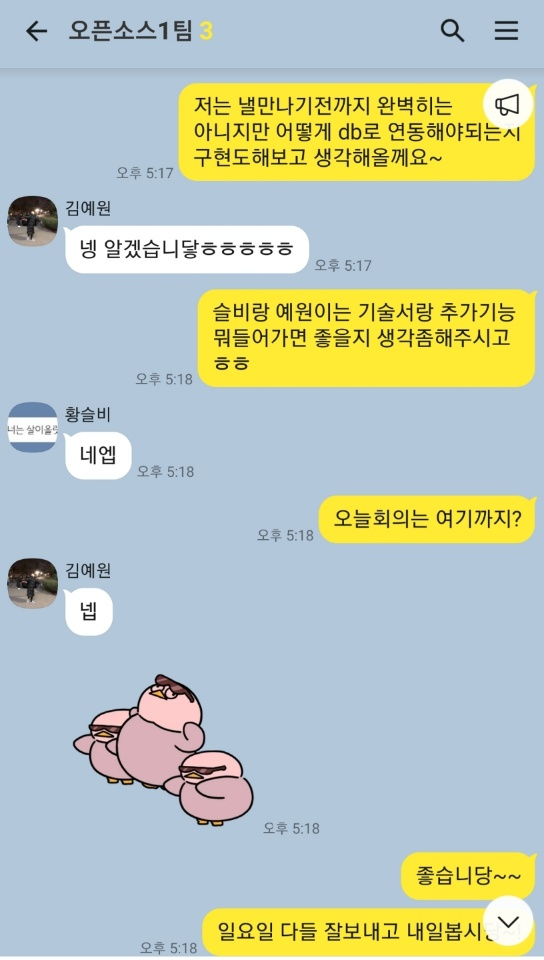 오픈소스1팀 3
저는 낼만나기전까지 완벽히는
아니지만 어떻게 db로 연동해야되는지
구현도해보고 생각해올께요~
오후 5:17
김예원
넹 알겠습니닿ㅎㅎㅎㅎㅎ
오후 5:17
슬비랑 예원이는 기술서랑 추가기능
뭐들어가면 좋을지 생각좀해주시고
ㅎㅎ
오후 5:18
황슬비
너는 살이올
네엡
오후 5:18
오늘회의는 여기까지?
오후 5:18
김예원
넵
오후 5:18
좋습니당~~
일요일 다들 잘보내고 내일봅시
오후 5:18